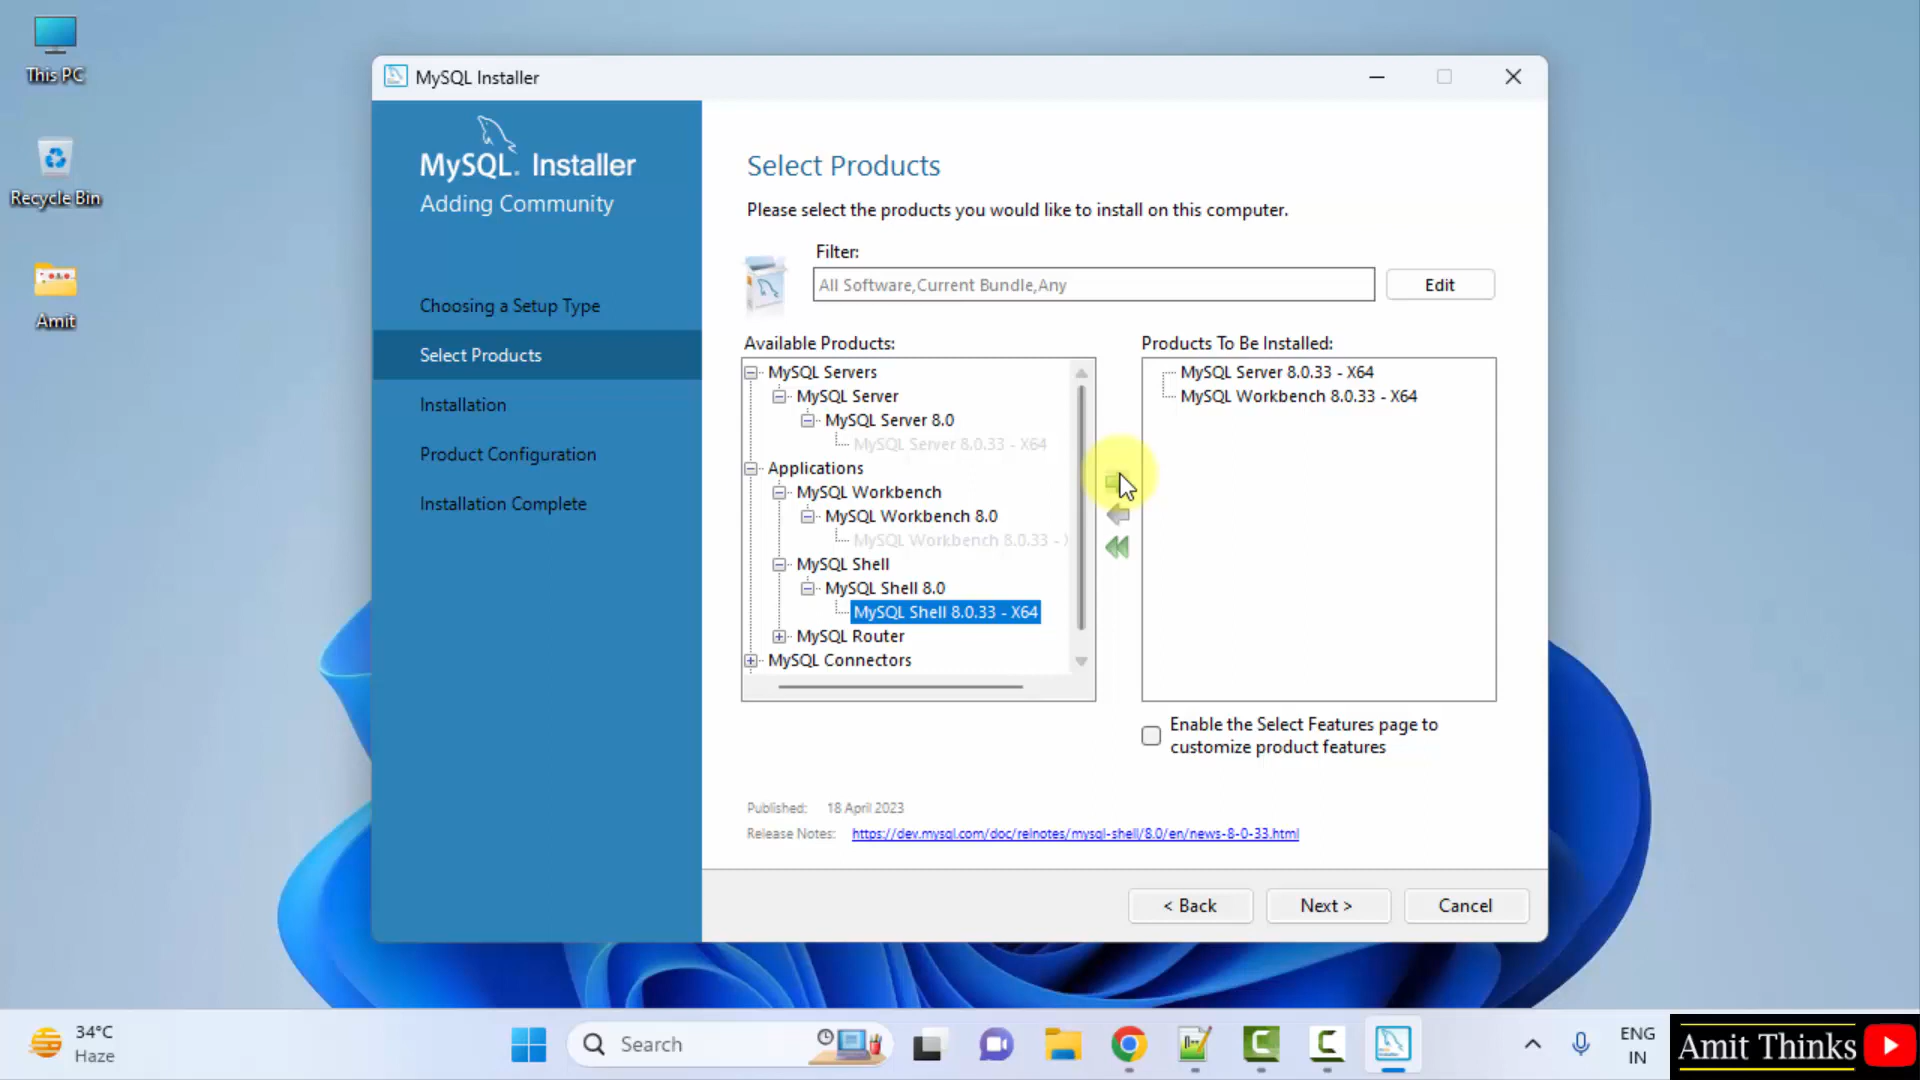 This PC
Recycle Bin
Amit
MySQL Installer
MySQL. Installer
Adding Community
Choosing a Setup Type
Select Products
Installation
Product Configuration
Installation Complete
Select Products
Please select the products you would like to install on this computer.
Filter:
All Software,Current Bundle,Any
Edit
Available Products:
MySQL Servers
MySQL Server
MySQL Server 8.0
MySQL Server 8.0.33 - X64
Applications
MySQL Workbench
MySQL Workbench 8.0
MySQL Workbench 8.0.33 - X
MySQL Shell
MySQL Shell 8.0
MySQL Shell 8.0.33 - X64
MySQL Router
MySQL Connectors
Products To Be Installed:
MySQL Server 8.0.33 - X64
MySQL Workbench 8.0.33 - X64
Enable the Select Features page to
customize product features
Published: 18 April 2023
Release Notes: https://dev.mysql.com/doc/relnotes/mysql-shell/8.0/en/news-8-0-33.html
< Back
Next >
Cancel
34°C
Haze
Search
ENG
IN
Amit Thinks